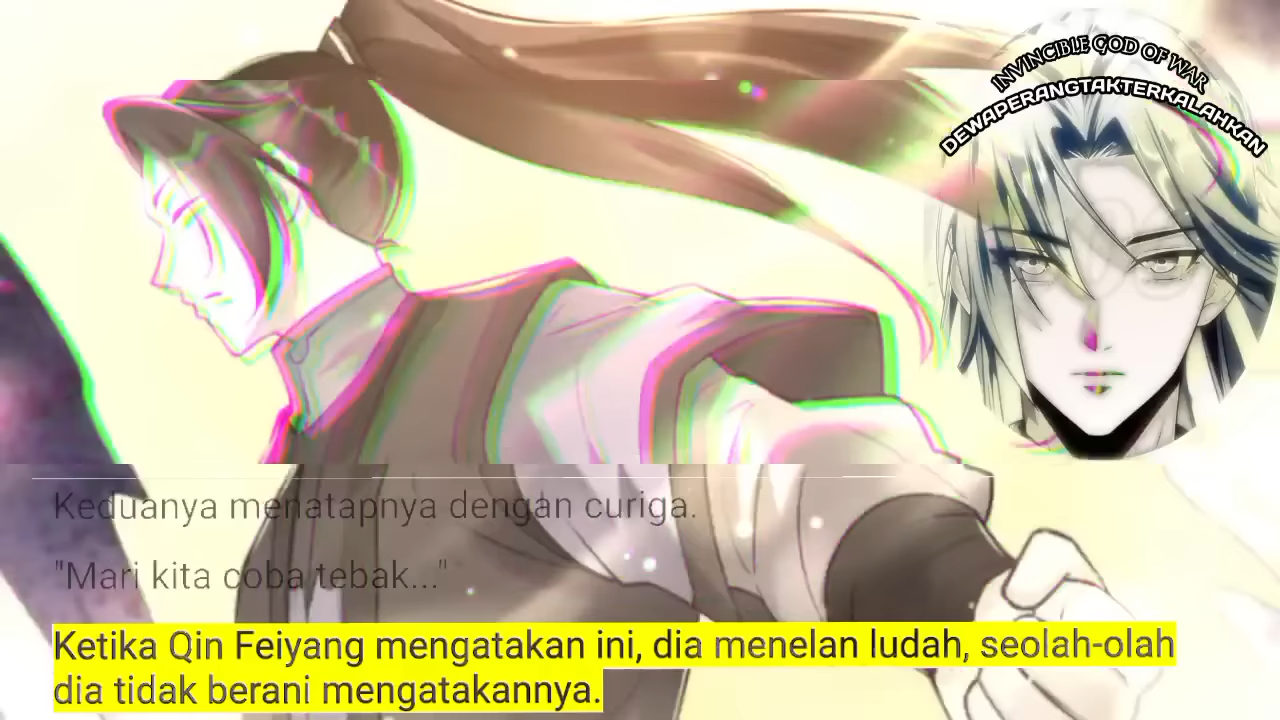 INVINCIBLE GOD OF WAR
DEWAPERANGTAKTERKALAHKAN
Keduanya menatapnya dengan curiga.
"Mari kita coba tebak..."
Ketika Qin Feiyang mengatakan ini, dia menelan ludah, seolah-olah
dia tidak berani mengatakannya.